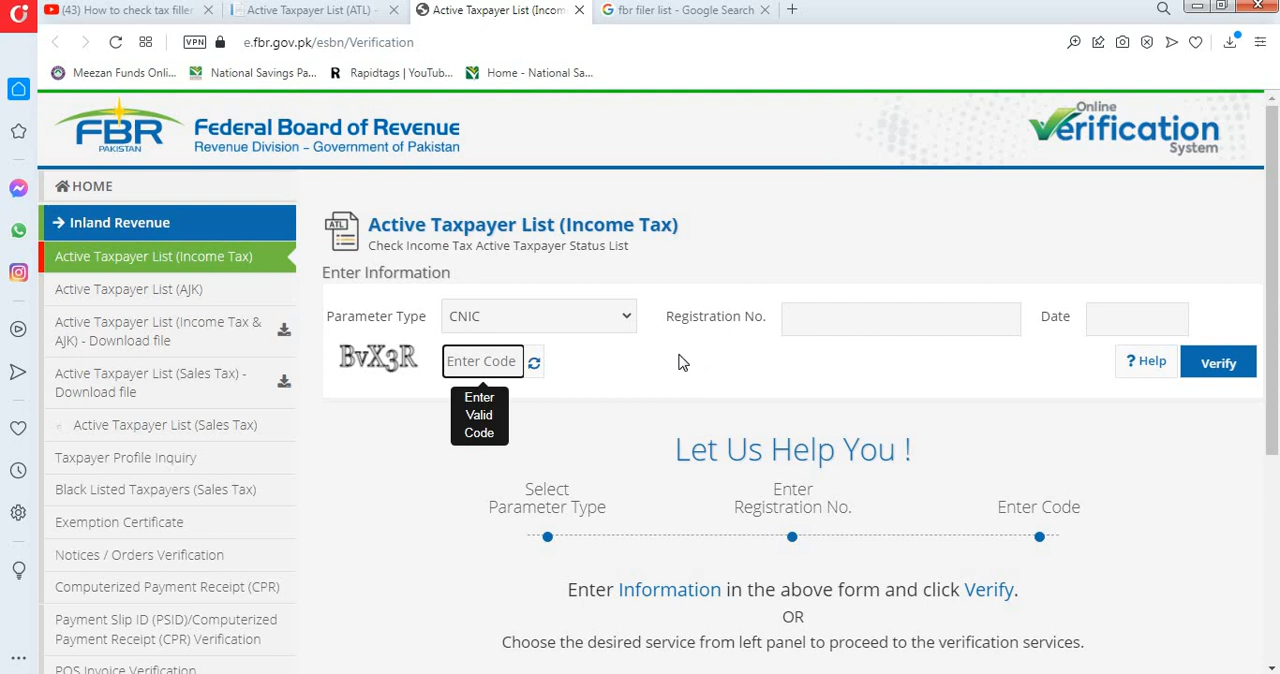 (43) How to check tax filer
Active Taxpayer List (ATL) -
Active Taxpayer List (Incom
fbr filer list - Google Search
VPN
e.fbr.gov.pk/esbn/Verification
Meezan Funds Onli...
National Savings Pa...
Rapidtags | YouTub...
Home - National Sa...
FBR
PAKISTAN
Federal Board of Revenue
Revenue Division – Government of Pakistan
Online
Verification
System
HOME
Inland Revenue
Active Taxpayer List (Income Tax)
Active Taxpayer List (AJK)
Active Taxpayer List (Income Tax &
AJK) - Download file
Active Taxpayer List (Sales Tax) -
Download file
Active Taxpayer List (Sales Tax)
Taxpayer Profile Inquiry
Black Listed Taxpayers (Sales Tax)
Exemption Certificate
Notices / Orders Verification
Computerized Payment Receipt (CPR)
Payment Slip ID (PSID)/Computerized
Payment Receipt (CPR) Verification
POS Invoice Verification
ATL
Active Taxpayer List (Income Tax)
Check Income Tax Active Taxpayer Status List
Enter Information
Parameter Type
CNIC
Registration No.
Date
BvX3R
Enter Code
? Help
Verify
Enter
Valid
Code
Let Us Help You !
Select
Parameter Type
Enter
Registration No.
Enter Code
Enter Information in the above form and click Verify.
OR
Choose the desired service from left panel to proceed to the verification services.